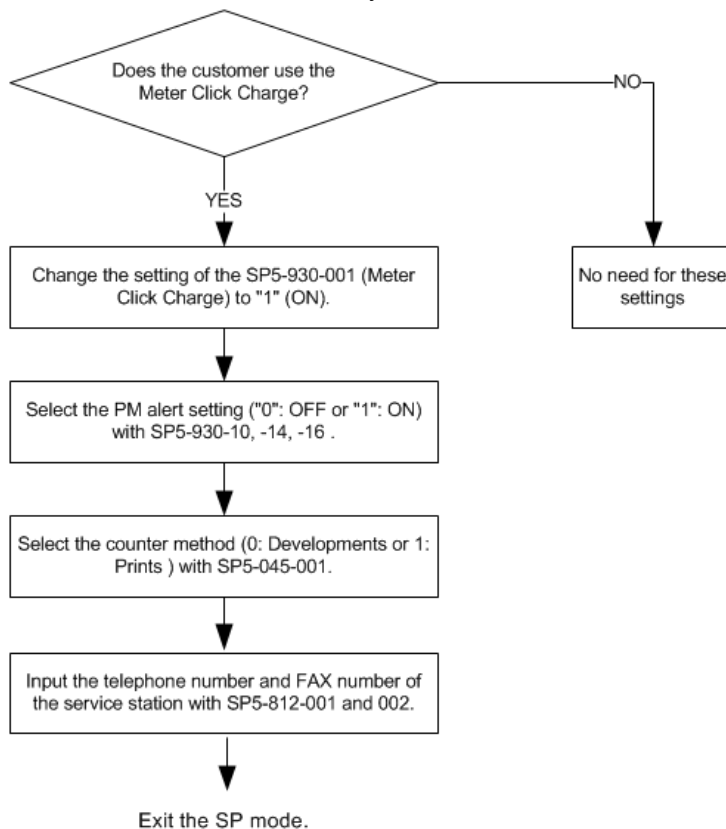 Does the customer use the
Meter Click Charge?
NO
YES
Change the setting of the SP5-930-001 (Meter
Click Charge) to "1" (ON).
No need for these
settings
Select the PM alert setting ("0": OFF or "1": ON)
with SP5-930-10, -14, -16 .
Select the counter method (0: Developments or 1:
Prints ) with SP5-045-001.
Input the telephone number and FAX number of
the service station with SP5-812-001 and 002.
Exit the SP mode.